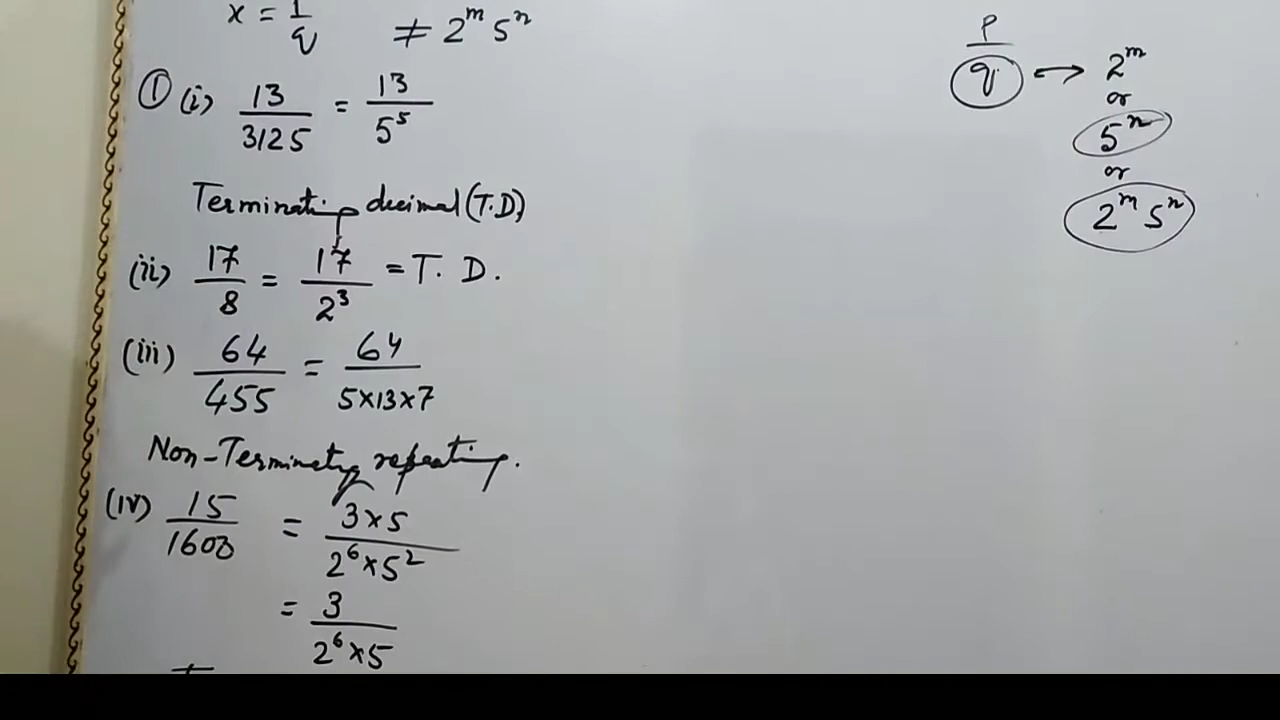 x = 1/q ≠ 2^m 5^n
① (i) 13/3125 = 13/5^5
Terminating decimal (T.D)
(ii) 17/8 = 17/2^3 = T. D.
(iii) 64/455 = 64/5×13×7
Non-Terminating repeating.
(iv) 15/1600 = 3×5/2^6×5^2
= 3/2^6×5
P/q ↔ 2^m
or
5^n
or
2^m 5^n